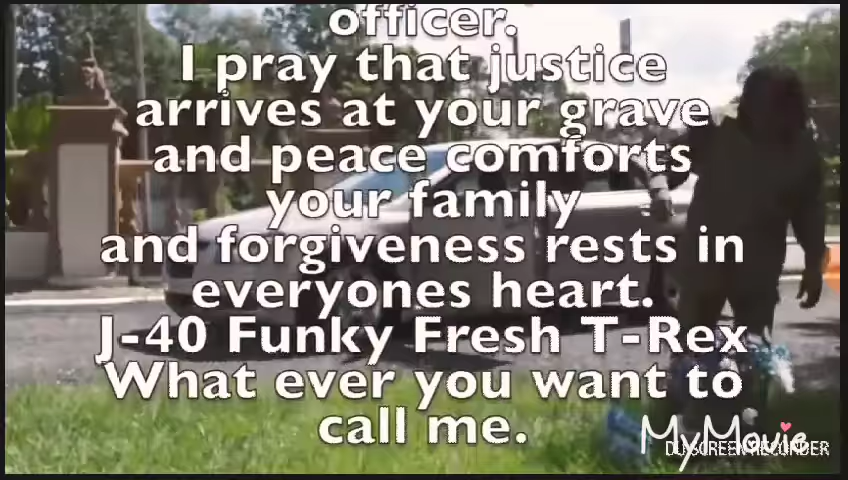 officer.
I pray that justice
arrives at your grave
and peace comforts
your family
and forgiveness rests in
everyones heart.
J-40 Funky Fresh T-Rex
What ever you want to
call me.
MyMovie
DU SCREEN RECORDER